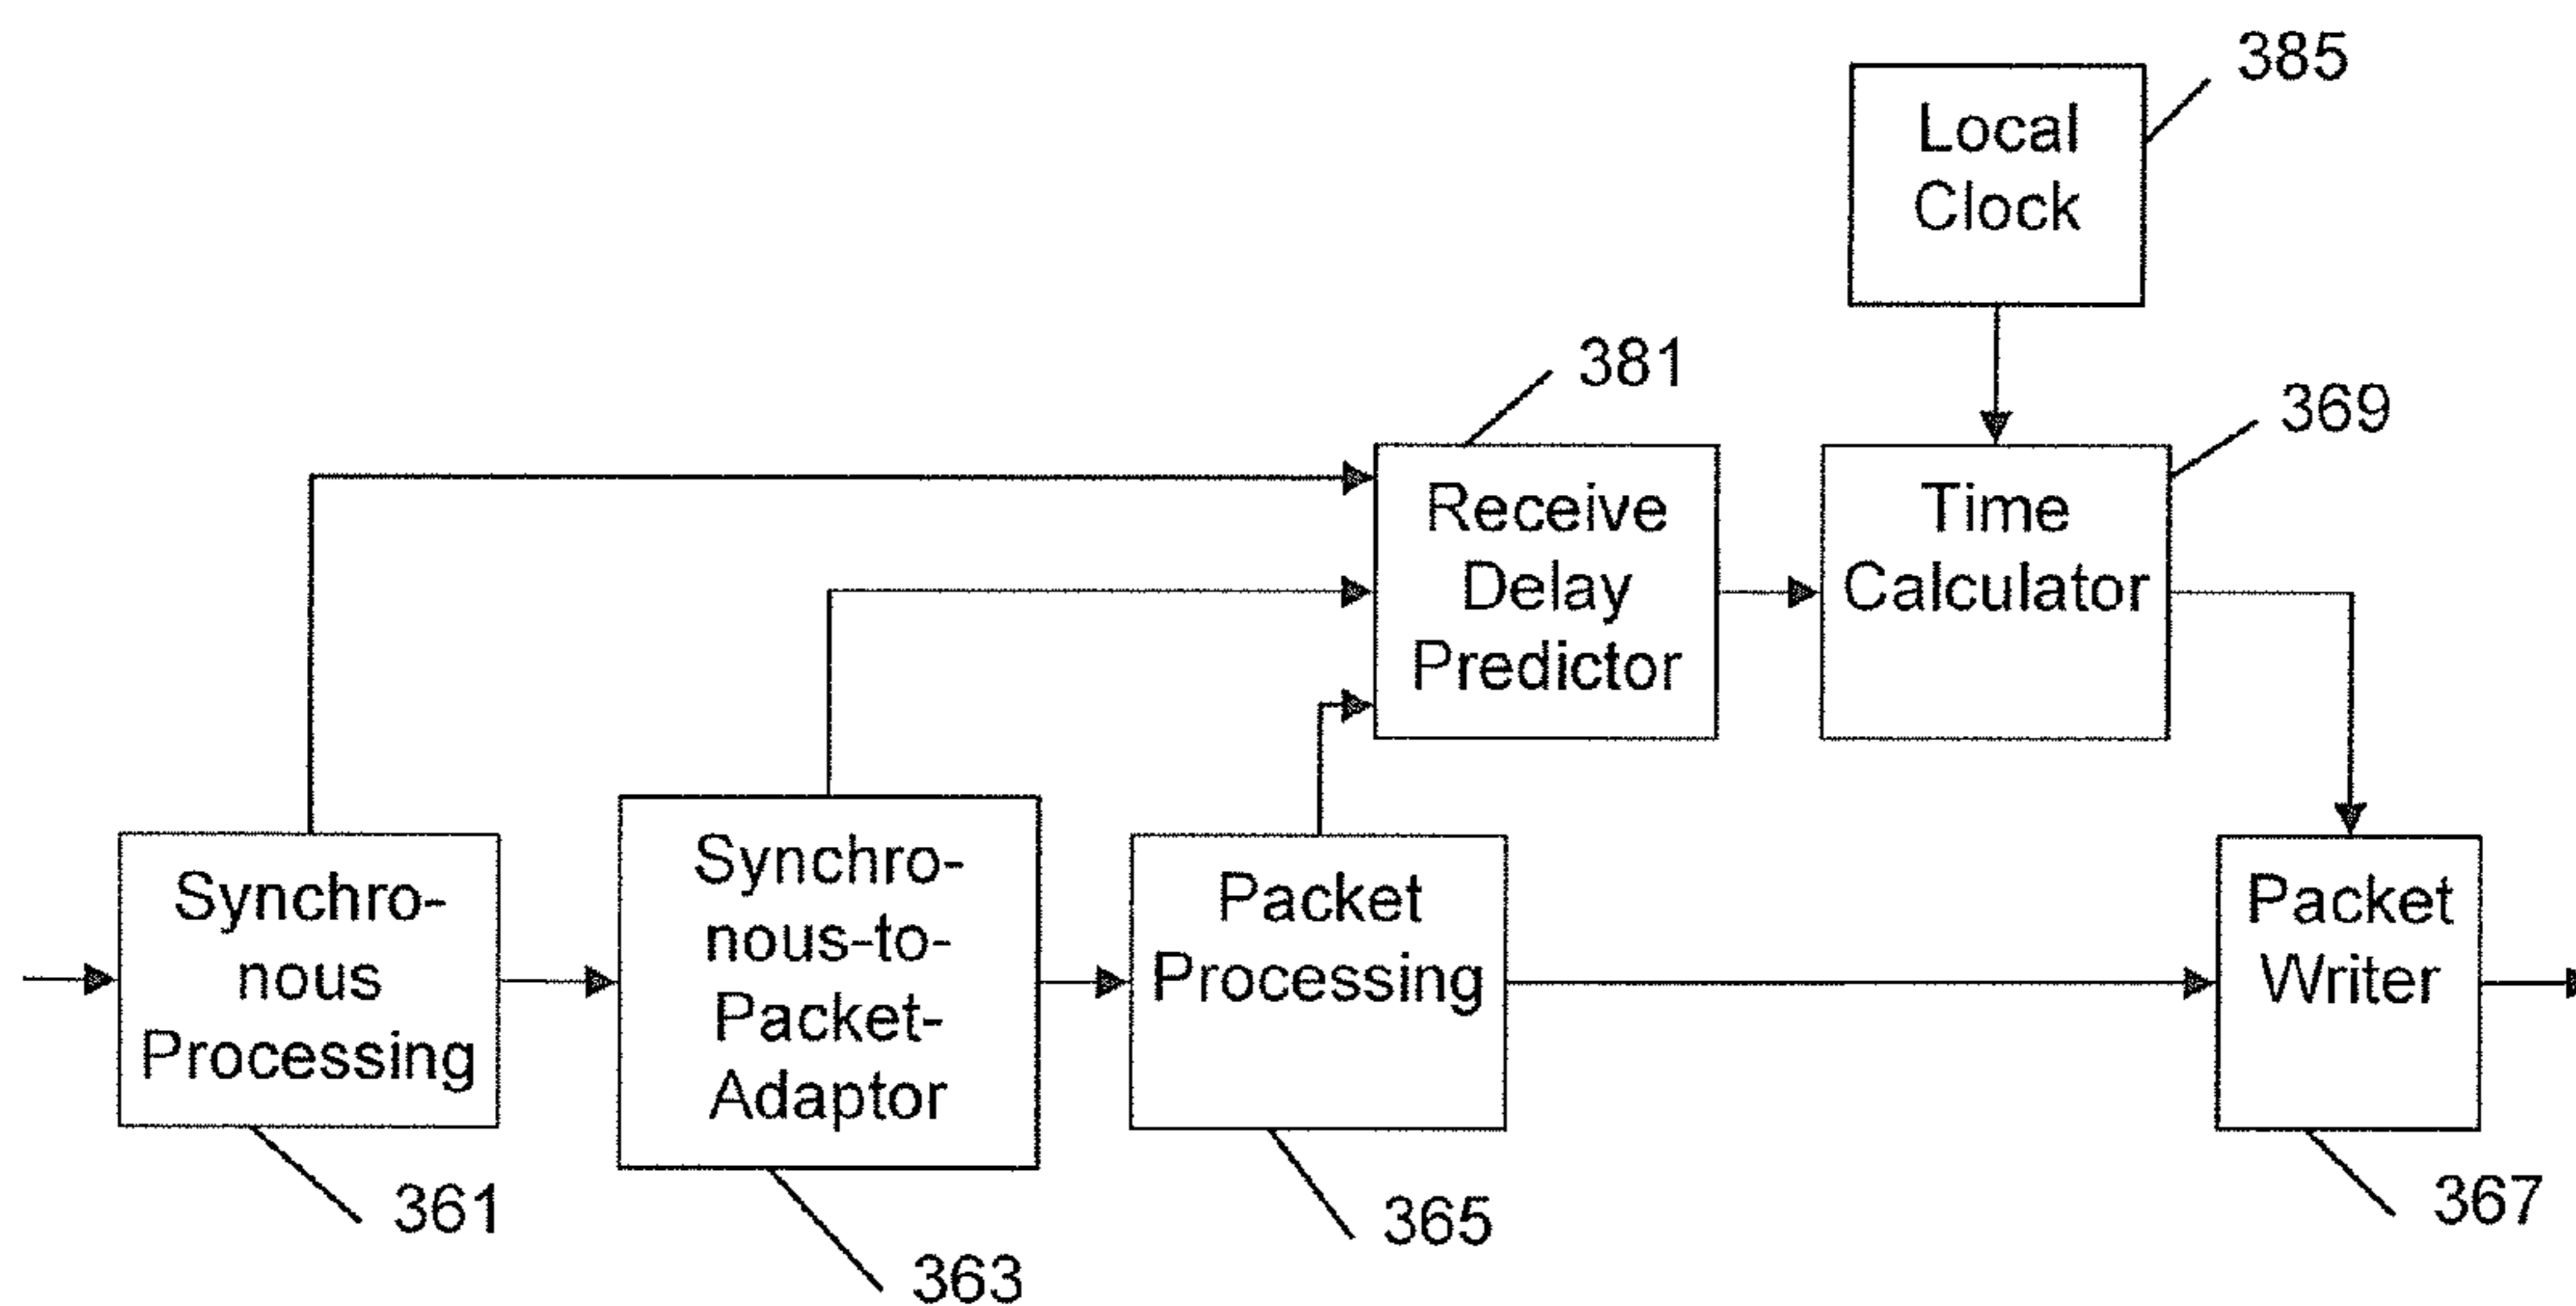 385
Local
Clock
381
369
Receive
Delay
Predictor
Time
Calculator
Synchro-
nous
Processing
Synchro-
nous-to-
Packet-
Adaptor
Packet
Processing
Packet
Writer
361
363
365
367